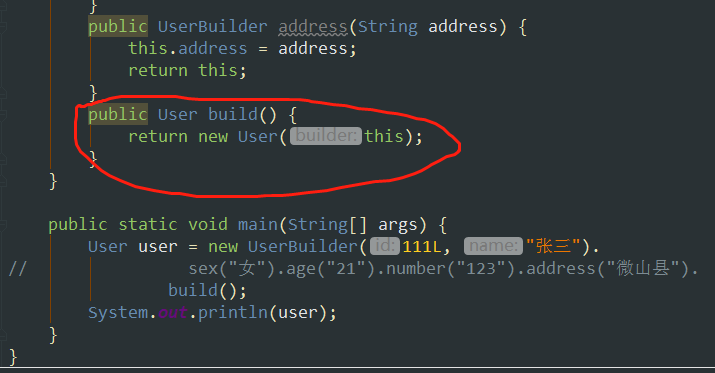 }
public UserBuilder address(String address) {
this.address = address;
return this;
}
public User build() {
return new User( builder: this);
}
}
public static void main(String[] args) {
User user = new UserBuilder( id: 111L, name: "张三").
// sex("女").age("21").number("123").address("微山县").
build();
System.out.println(user);
}
}